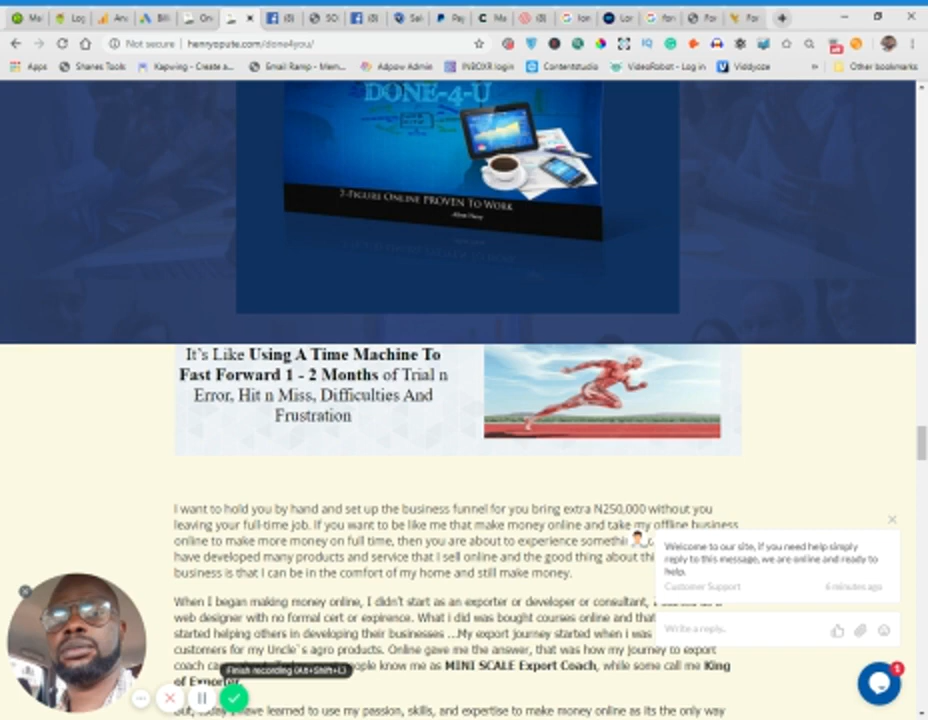 Not secure | henryopute.com/done4you/
Apps Shanes Tools Kapwing - Create a... Email Ramp - Mem... Adpow Admin INBOXR login Contentstudio VideoRobot - Log in Viddyoze » Other bookmarks
DONE-4-U
7-FIGURE ONLINE PROVEN TO WORK
It's Like Using A Time Machine To
Fast Forward 1 - 2 Months of Trial n
Error, Hit n Miss, Difficulties And
Frustration
I want to hold you by hand and set up the business funnel for you bring extra N250,000 without you
leaving your full-time job. If you want to be like me that make money online and take my offline business
online to make more money on full time, then you are about to experience somethi
have developed many products and service that I sell online and the good thing about thi
business is that I can be in the comfort of my home and still make money.
Welcome to our site, if you need help simply
reply to this message, we are online and ready to
help.
Customer Support 6 minutes ago
When I began making money online, I didn't start as an exporter or developer or consultant,
web designer with no formal cert or expirence. What i did was bought courses online and that
started helping others in developing their businesses ...My export journey started when i was
customers for my Uncle`s agro products. Online gave me the answer, that was how my journey to export
coach ca ople know me as MINI SCALE Export Coach, while some call me King
of Exporter
Write a reply..
1
Finish recording (Alt+Shift+L)
But, today I have learned to use my passion, skills, and expertise to make money online as its the only way